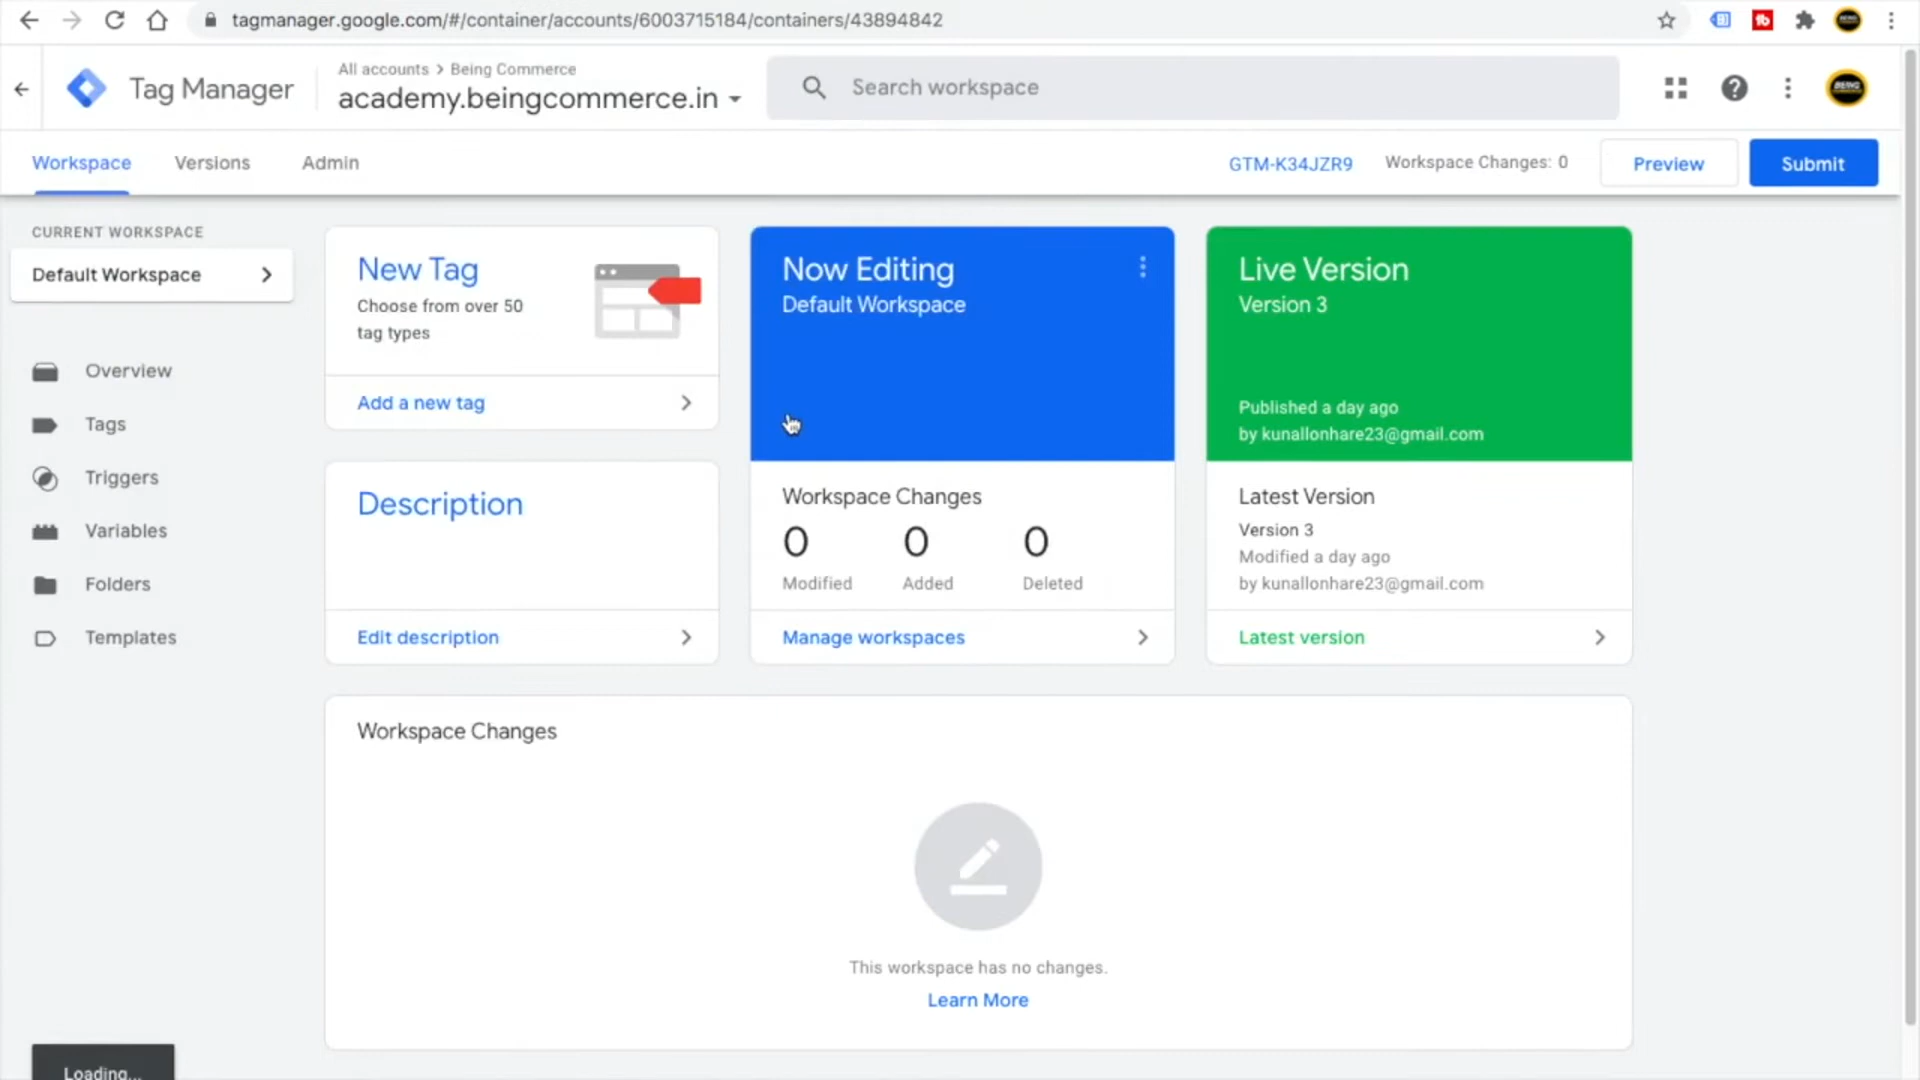 tagmanager.google.com/#/container/accounts/6003715184/containers/43894842
Tag Manager
All accounts > Being Commerce
academy.beingcommerce.in
Search workspace
Workspace
Versions
Admin
GTM-K34JZR9
Workspace Changes: 0
Preview
Submit
CURRENT WORKSPACE
Default Workspace
Overview
Tags
Triggers
Variables
Folders
Templates
New Tag
Choose from over 50
tag types
Add a new tag
Description
Edit description
Now Editing
Default Workspace
Workspace Changes
0 0 0
Modified Added Deleted
Manage workspaces
Live Version
Version 3
Published a day ago
by kunallonhare23@gmail.com
Latest Version
Version 3
Modified a day ago
by kunallonhare23@gmail.com
Latest version
Workspace Changes
This workspace has no changes.
Learn More
Loading...